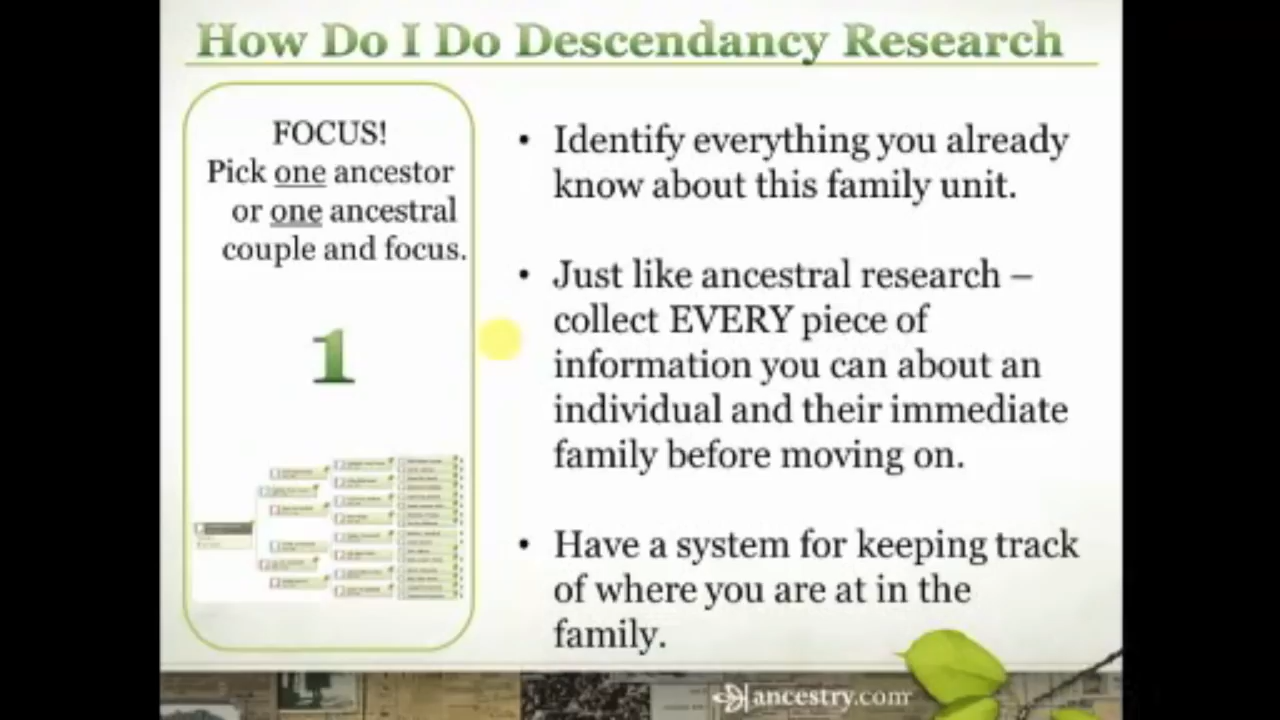 How Do I Do Descendancy Research
FOCUS!
Pick one ancestor
or one ancestral
couple and focus.
1
• Identify everything you already
know about this family unit.
• Just like ancestral research –
collect EVERY piece of
information you can about an
individual and their immediate
family before moving on.
• Have a system for keeping track
of where you are at in the
family.
ancestry.com